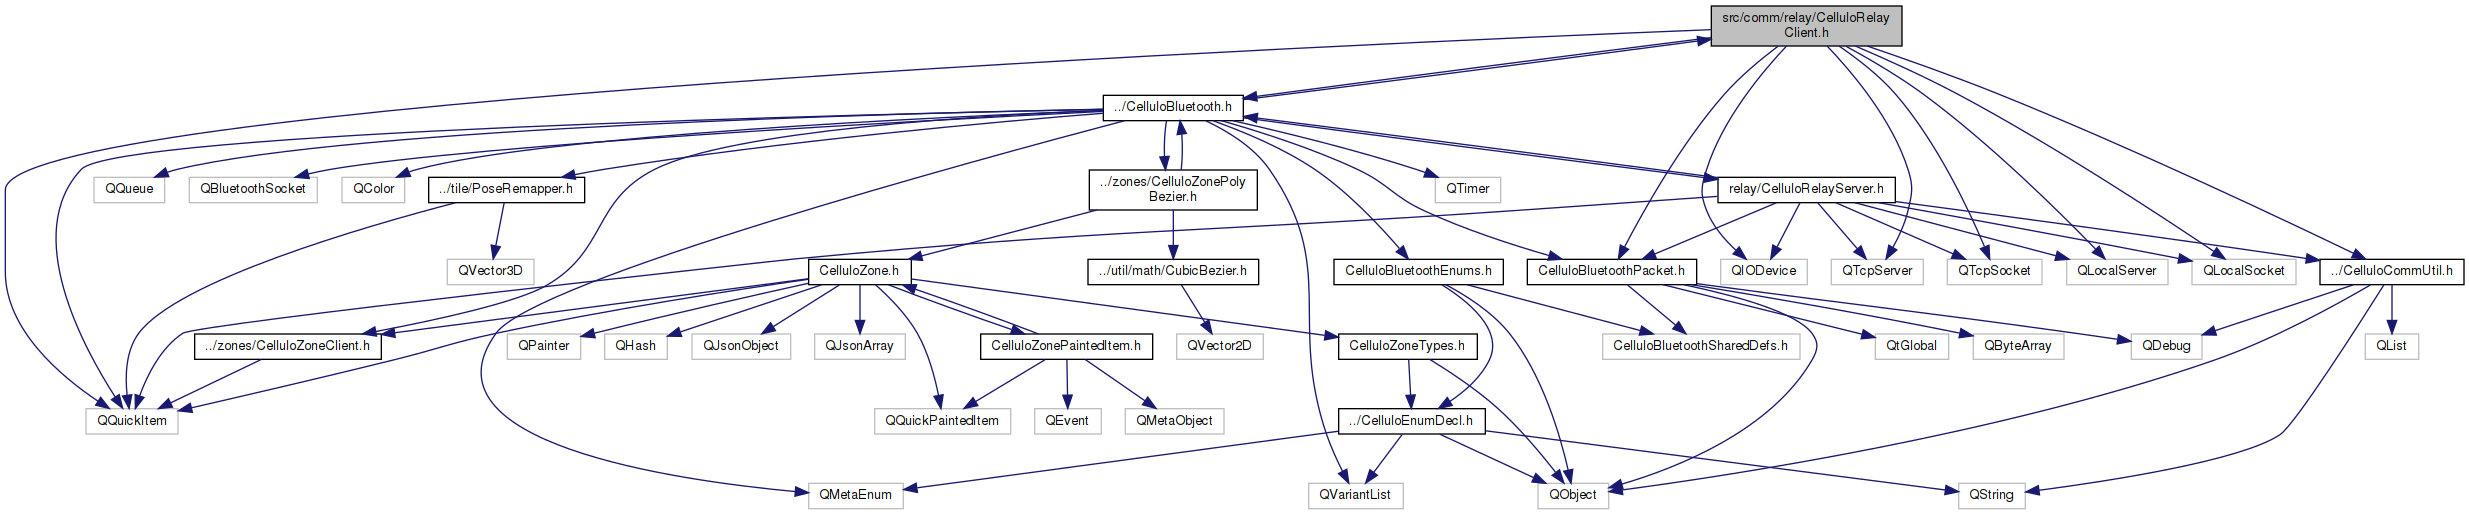 src/comm/relay/CelluloRelay
Client.h
../CelluloBluetooth.h
QQueue
QBluetoothSocket
QColor
../tile/PoseRemapper.h
../zones/CelluloZonePoly
Bezier.h
QTimer
relay/CelluloRelayServer.h
QVector3D
CelluloZone.h
../util/math/CubicBezier.h
CelluloBluetoothEnums.h
CelluloBluetoothPacket.h
QIODevice
QTcpServer
QTcpSocket
QLocalServer
QLocalSocket
../CelluloCommUtil.h
../zones/CelluloZoneClient.h
QPainter
QHash
QJsonObject
QJsonArray
CelluloZonePaintedItem.h
QVector2D
CelluloZoneTypes.h
CelluloBluetoothSharedDefs.h
QtGlobal
QByteArray
QDebug
QList
QQuickItem
QQuickPaintedItem
QEvent
QMetaObject
../CelluloEnumDecl.h
QMetaEnum
QVariantList
QObject
QString